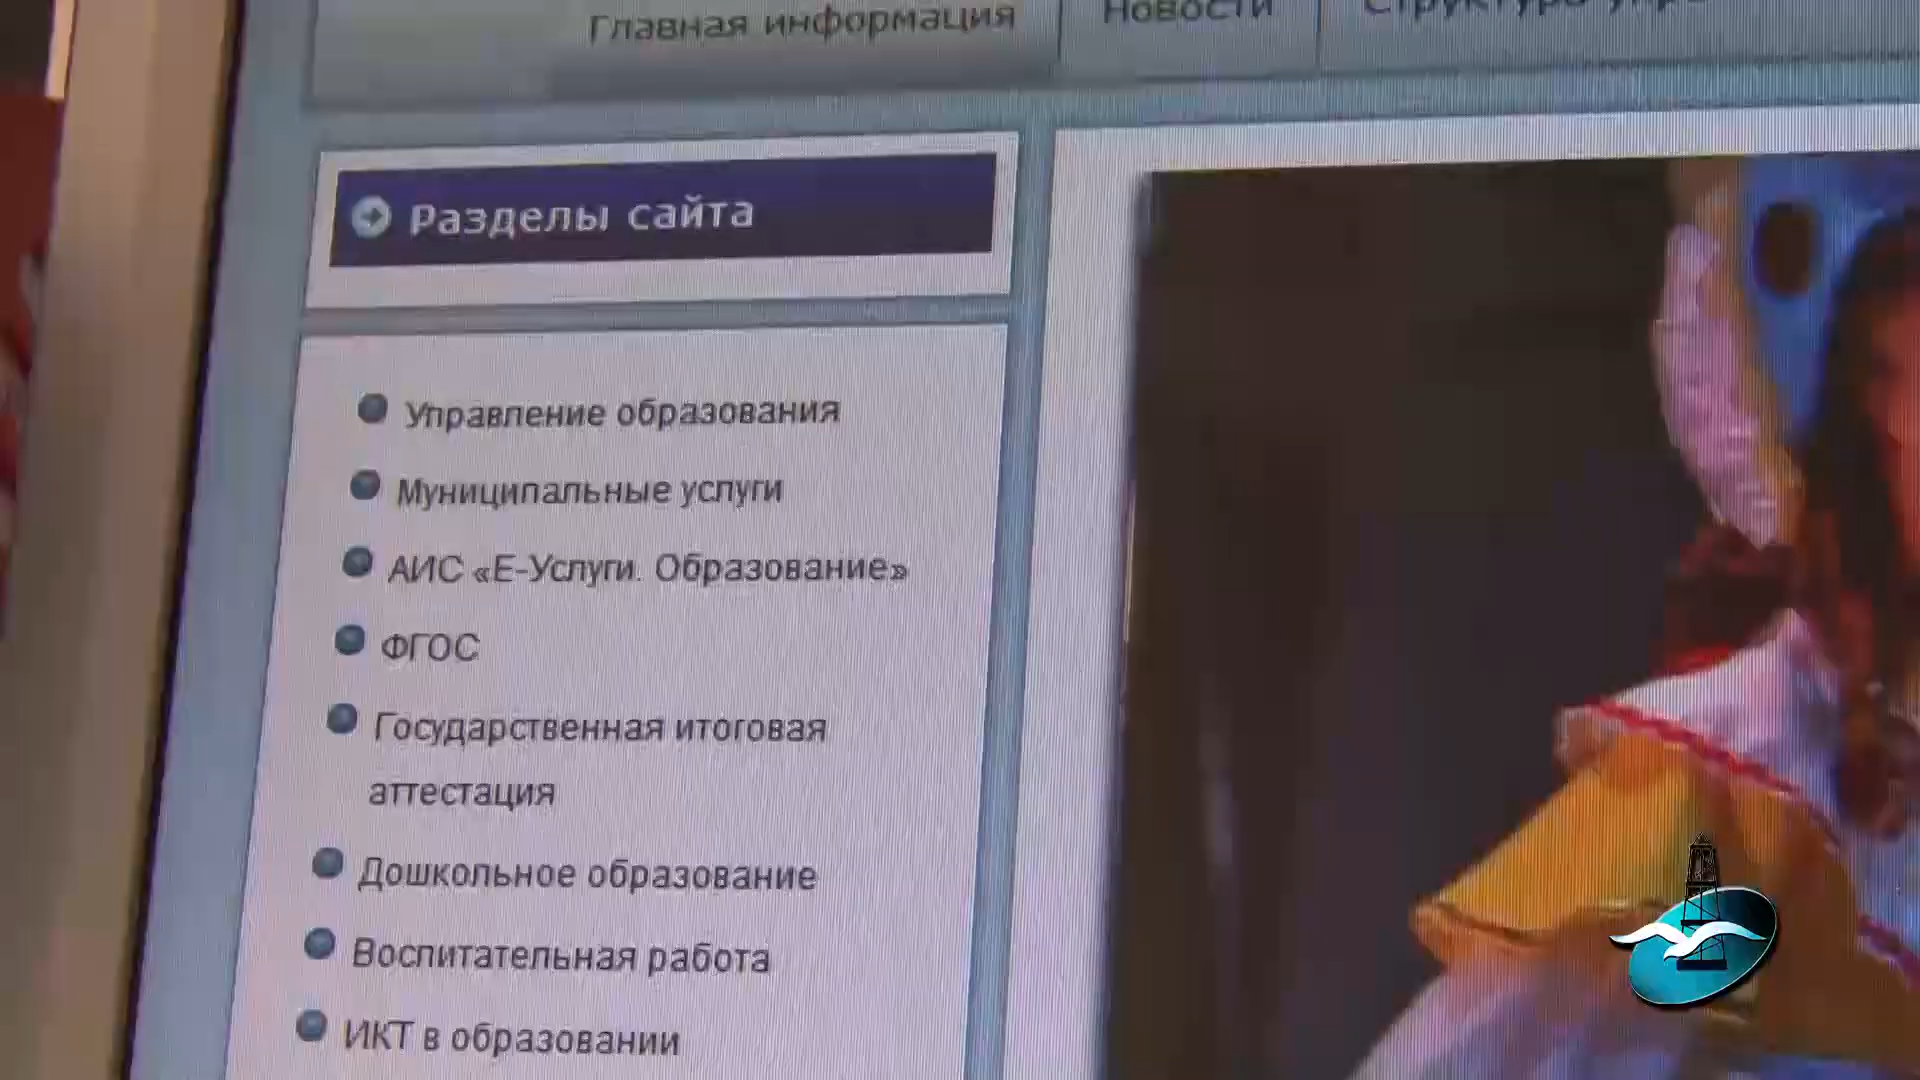 Главная информация
Новости
Структура
Разделы сайта
Управление образования
Муниципальные услуги
АИС «Е-Услуги. Образование»
ФГОС
Государственная итоговая
аттестация
Дошкольное образование
Воспитательная работа
ИКТ в образовании